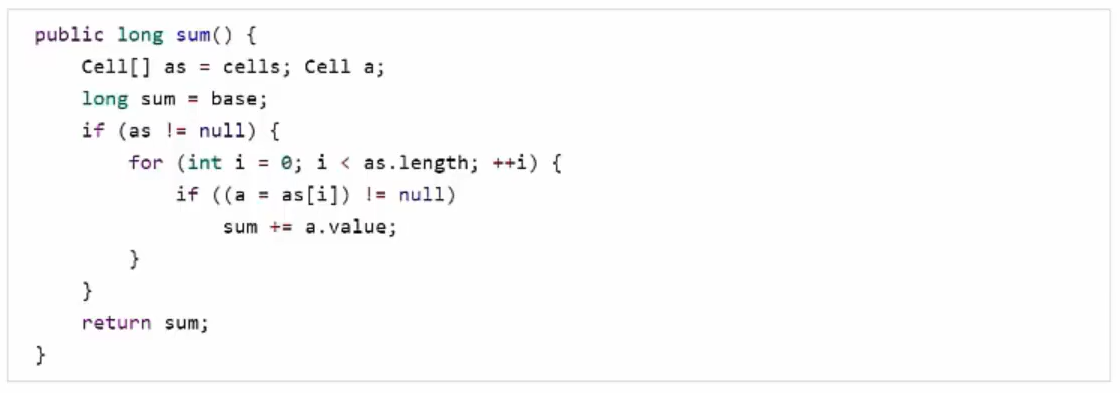 public long sum() {
    Cell[] as = cells; Cell a;
    long sum = base;
    if (as != null) {
        for (int i = 0; i < as.length; ++i) {
            if ((a = as[i]) != null)
                sum += a.value;
        }
    }
    return sum;
}